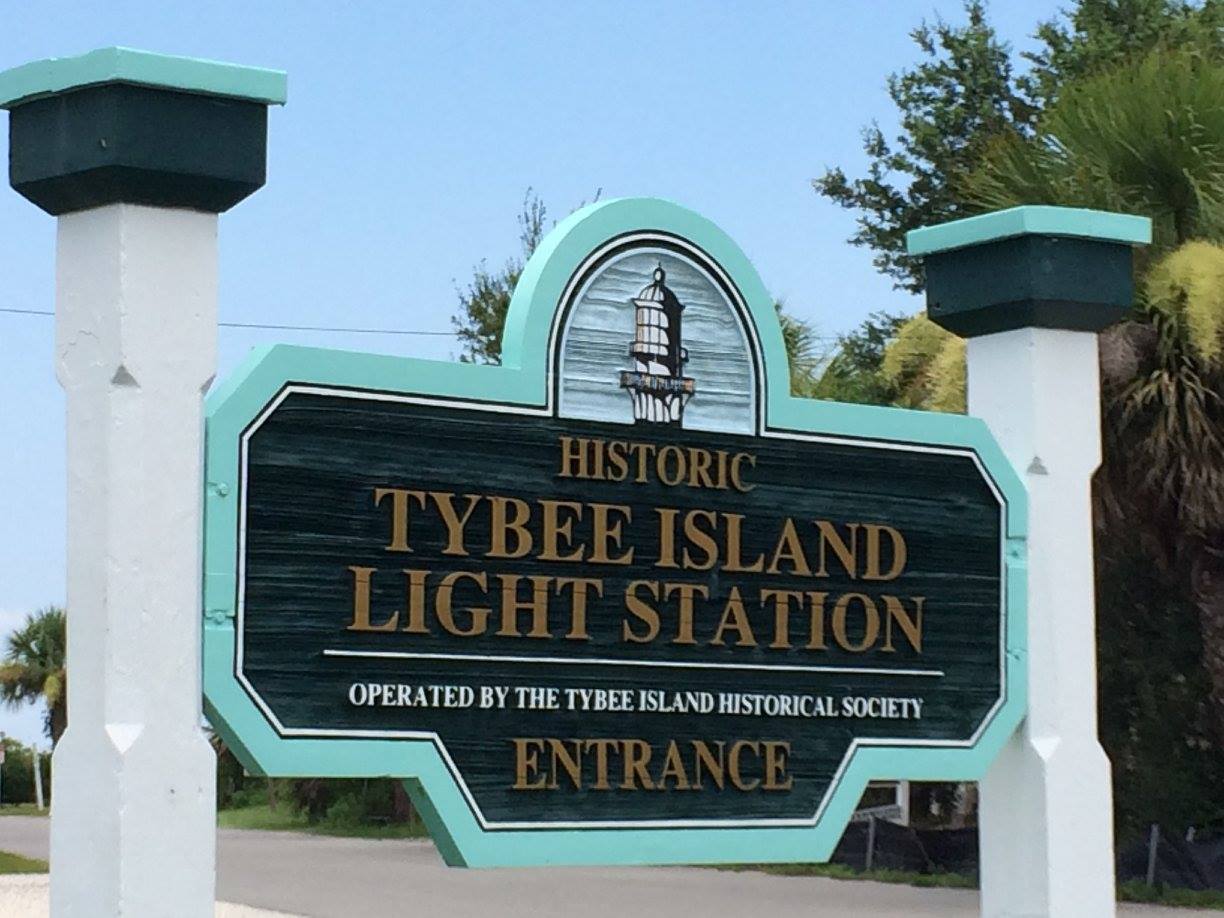 HISTORIC
TYBEE ISLAND
LIGHT STATION
OPERATED BY THE TYBEE ISLAND HISTORICAL SOCIETY
ENTRANCE